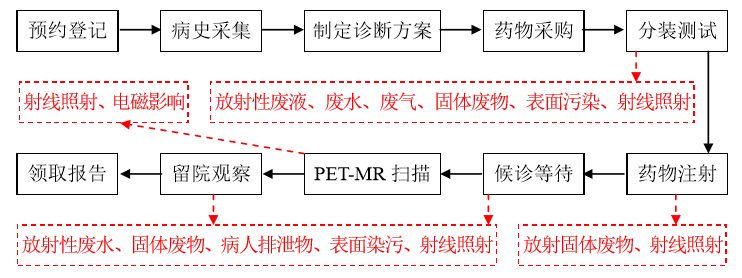 预约登记
病史采集
制定诊断方案
药物采购
分装测试
射线照射、电磁影响
放射性废液、废水、废气、固体废物、表面污染、射线照射
领取报告
留院观察
PET-MR 扫描
候诊等待
药物注射
放射性废水、固体废物、病人排泄物、表面染污、射线照射
放射固体废物、射线照射